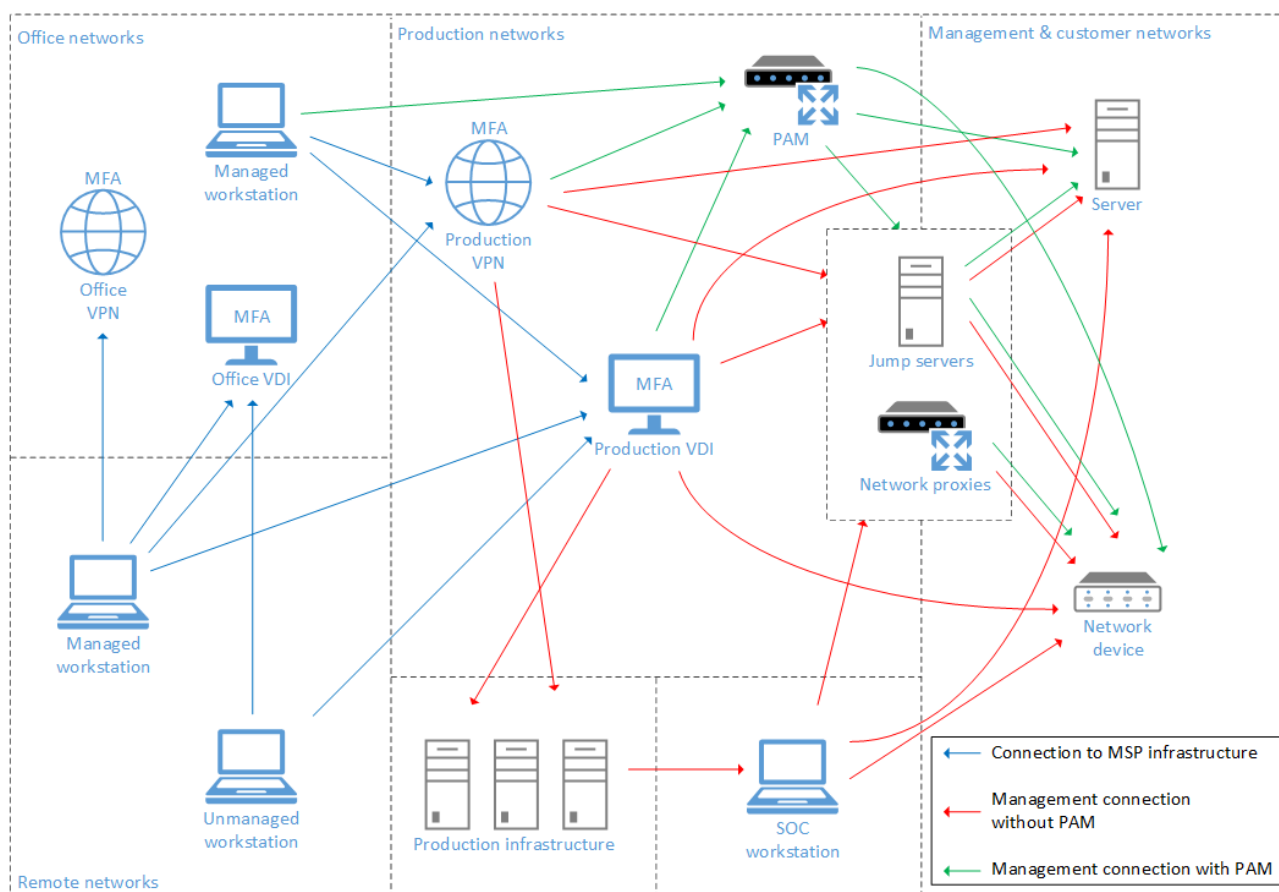 Office networks
Production networks
Management & customer networks
MFA
Managed
workstation
MFA
Office
VPN
MFA
Office VDI
Production
VPN
PAM
Server
Jump servers
MFA
Production VDI
Network proxies
Managed
workstation
Network
device
Unmanaged
workstation
Remote networks
Production infrastructure
SOC
workstation
Connection to MSP infrastructure
Management connection
without PAM
Management connection with PAM